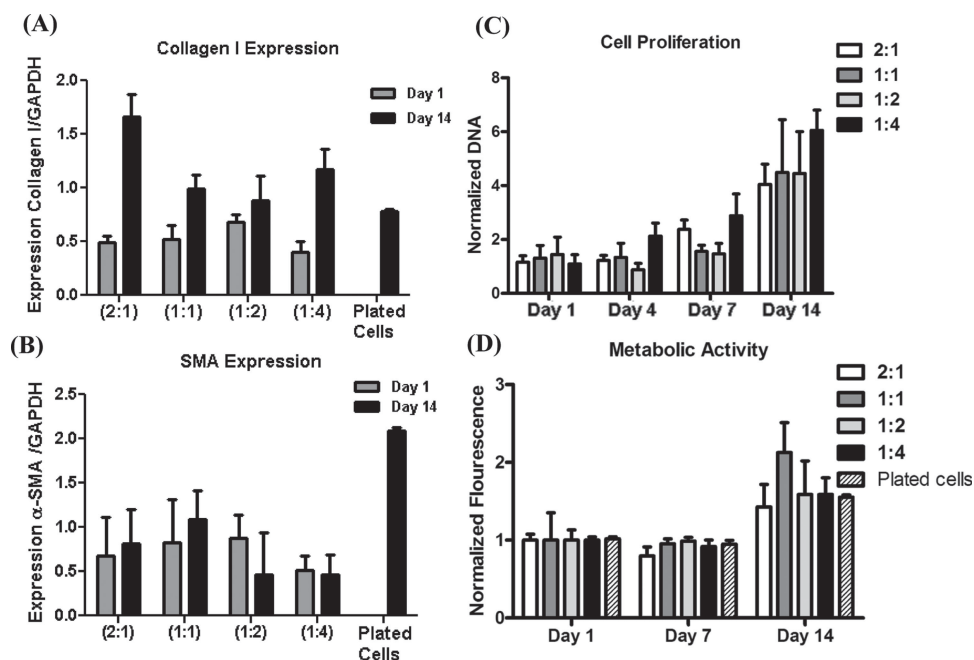 (A)
Collagen I Expression
Expression Collagen I/GAPDH
2.0
1.5
1.0
0.5
0.0
Day 1
Day 14
(2:1) (1:1) (1:2) (1:4) Plated
Cells
(B)
SMA Expression
Expression α-SMA /GAPDH
2.5
2.0
1.5
1.0
0.5
0.0
Day 1
Day 14
(2:1) (1:1) (1:2) (1:4) Plated
Cells
(C)
Cell Proliferation
Normalized DNA
8
6
4
2
0
2:1
1:1
1:2
1:4
Day 1 Day 4 Day 7 Day 14
(D)
Metabolic Activity
Normalized Flourescence
3
2
1
0
2:1
1:1
1:2
1:4
Plated cells
Day 1 Day 7 Day 14